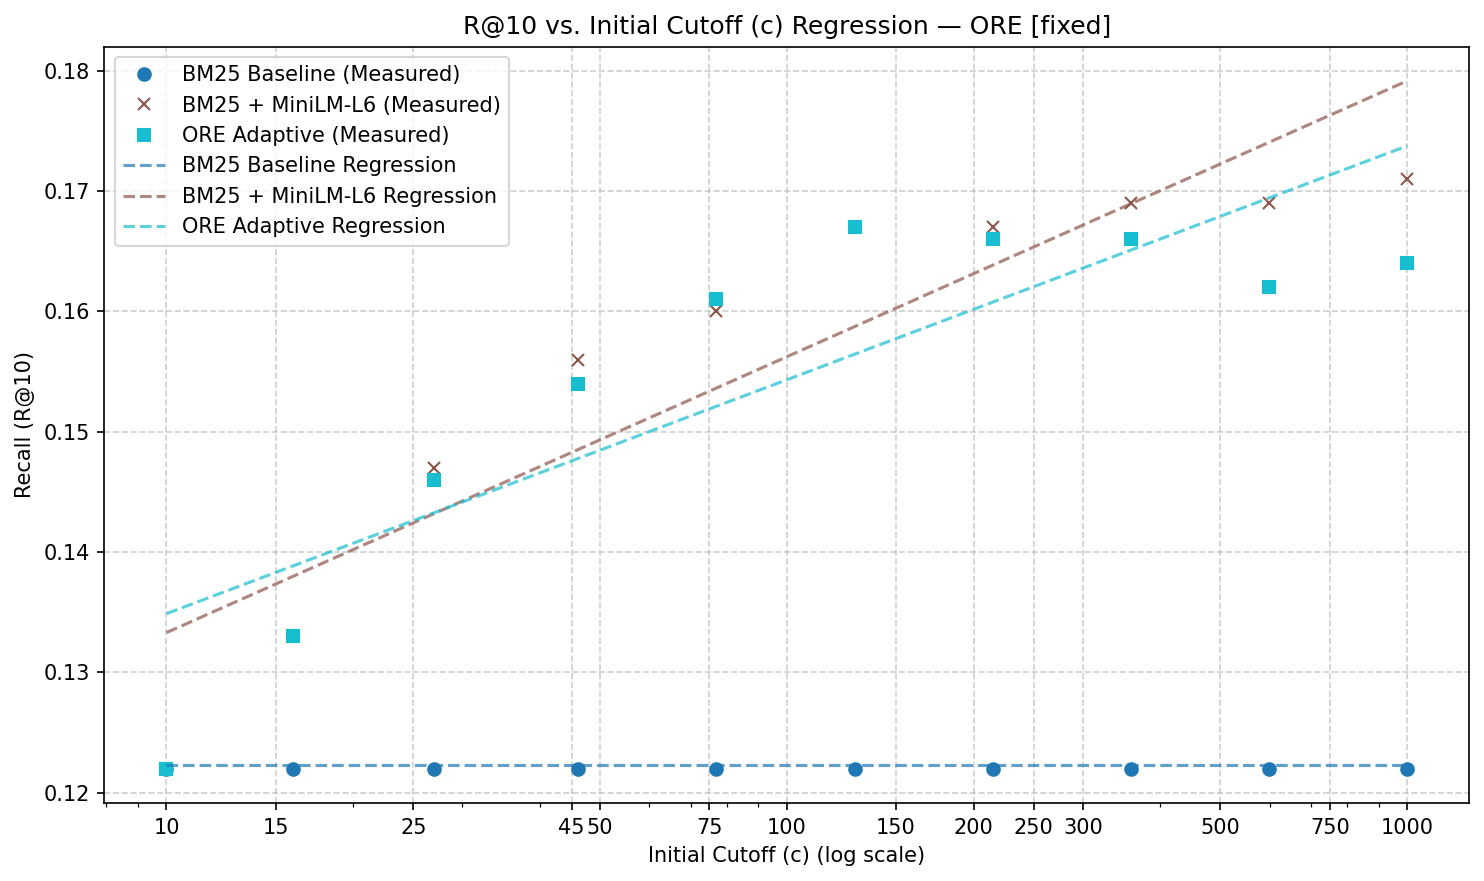 R@10 vs. Initial Cutoff (c) Regression — ORE [fixed]
BM25 Baseline (Measured)
BM25 + MiniLM-L6 (Measured)
ORE Adaptive (Measured)
BM25 Baseline Regression
BM25 + MiniLM-L6 Regression
ORE Adaptive Regression
Recall (R@10)
0.18
0.17
0.16
0.15
0.14
0.13
0.12
10 15 25 45 50 75 100 150 200 250 300 500 750 1000
Initial Cutoff (c) (log scale)